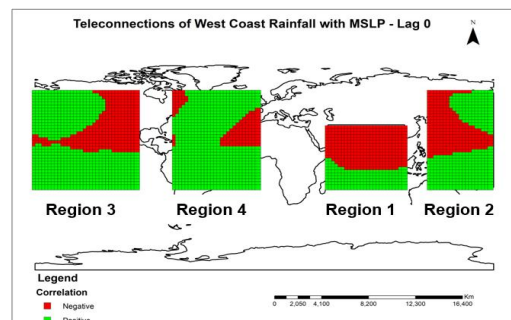 Teleconnections of West Coast Rainfall with MSLP - Lag 0
N
Region 3 Region 4 Region 1 Region 2
Legend
Correlation
Negative
Positive
Km
0 2,050 4,100 8,200 12,300 16,400